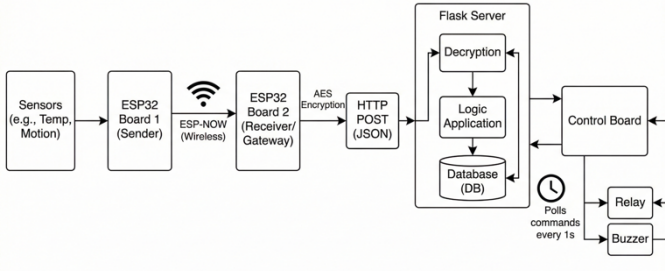 Flask Server
Sensors
(e.g., Temp,
Motion)
ESP32
Board 1
(Sender)
ESP-NOW
(Wireless)
ESP32
Board 2
(Receiver/
Gateway)
AES
Encryption
HTTP
POST
(JSON)
Decryption
Logic
Application
Database
(DB)
Polls
commands
every 1s
Control Board
Relay
Buzzer